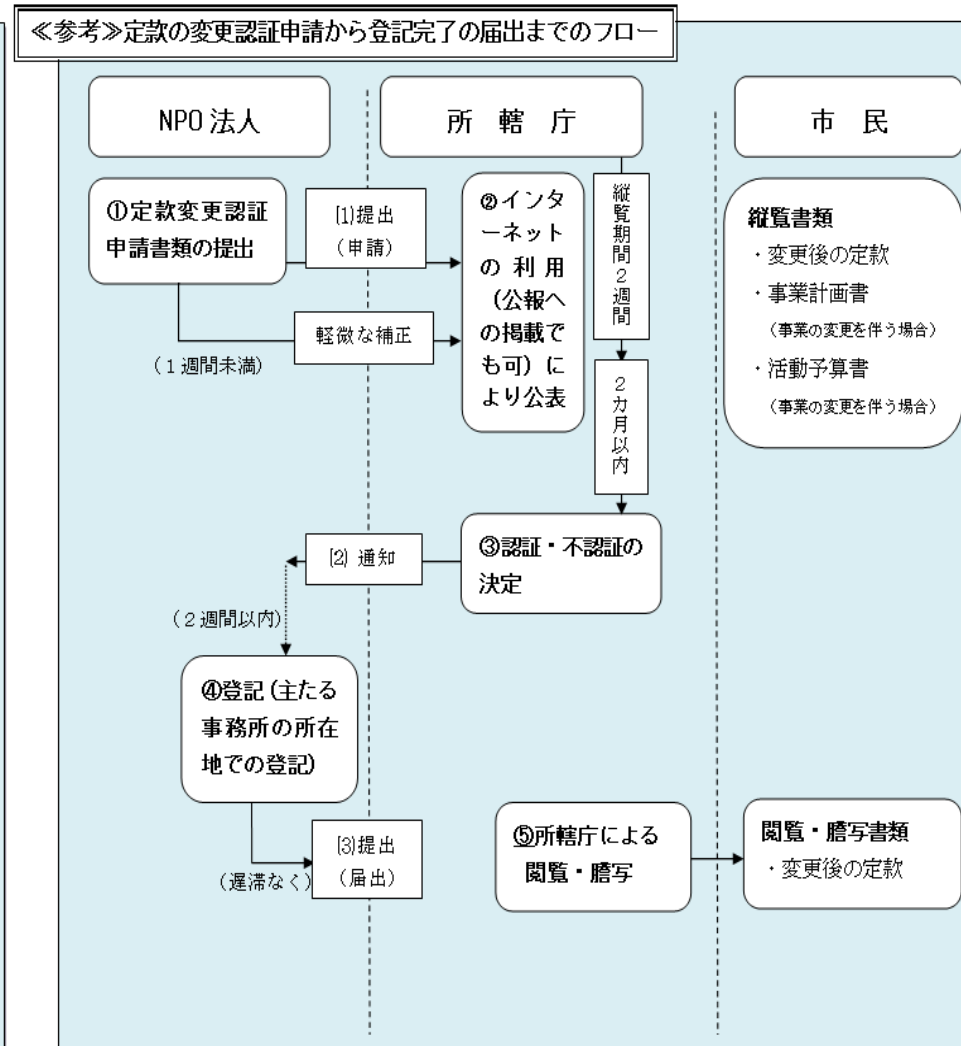 ≪参考≫定款の変更認証申請から登記完了の届出までのフロー
NPO法人
所轄庁
市民
①定款変更認証
申請書類の提出
[1]提出
(申請)
軽微な補正
(１週間未満)
②インタ
ーネット
の利用
(公報へ
の掲載で
も可)に
より公表
縦覧期間２週間
２カ月以内
縦覧書類
・変更後の定款
・事業計画書
(事業の変更を伴う場合)
・活動予算書
(事業の変更を伴う場合)
③認証・不認証の
決定
[2]通知
(２週間以内)
④登記(主たる
事務所の所在
地での登記)
[3]提出
(届出)
(遅滞なく)
⑤所轄庁による
閲覧・謄写
閲覧・謄写書類
・変更後の定款